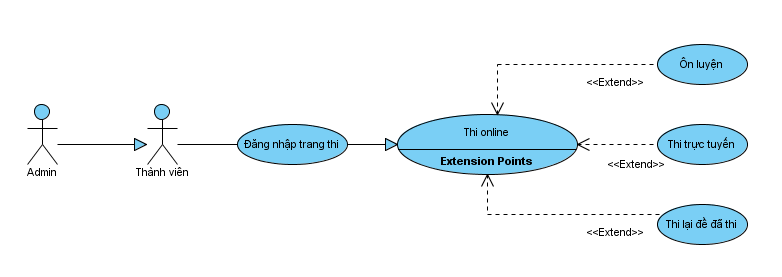 Ôn luyện
<<Extend>>
Thi online
Đăng nhập trang thi
Thi trực tuyến
Extension Points
<<Extend>>
Admin
Thành viên
Thi lại đề đã thi
<<Extend>>